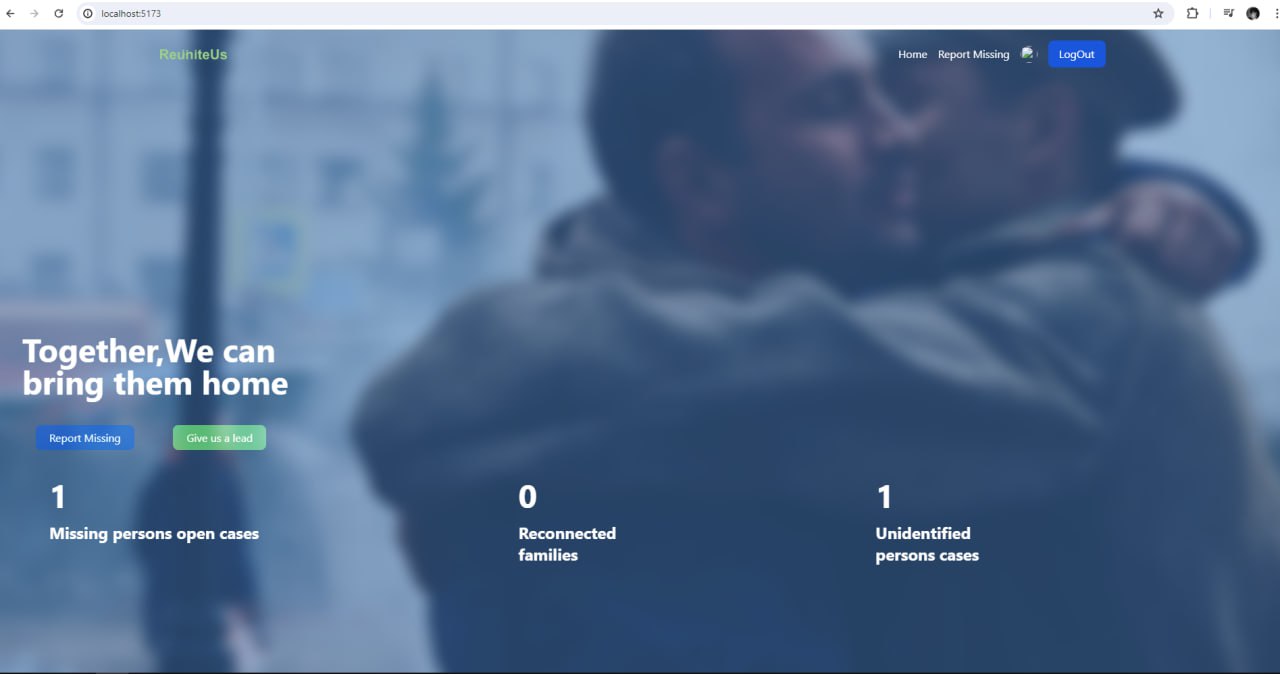 localhost:5173
ReuniteUs
Home Report Missing LogOut
Together,We can
bring them home
Report Missing Give us a lead
1 0 1
Missing persons open cases Reconnected Unidentified
families persons cases